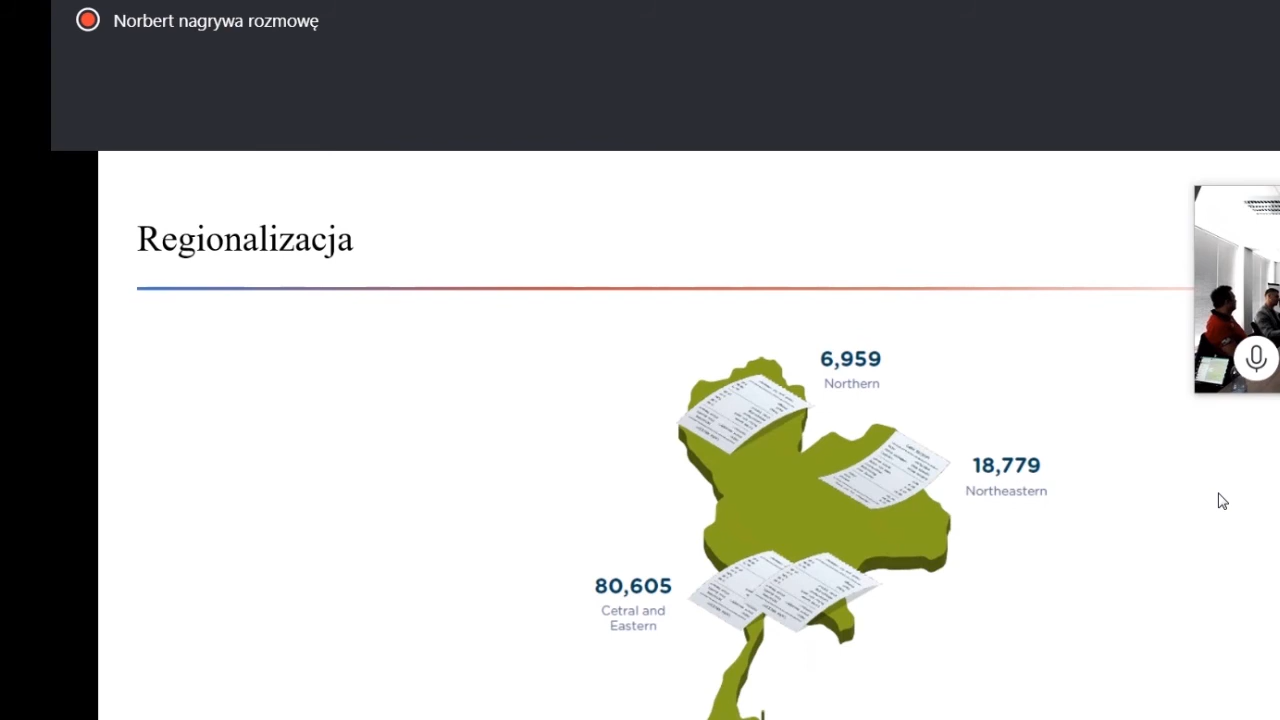 Norbert nagrywa rozmowę
Regionalizacja
6,959
Northern
18,779
Northeastern
80,605
Cetral and
Eastern